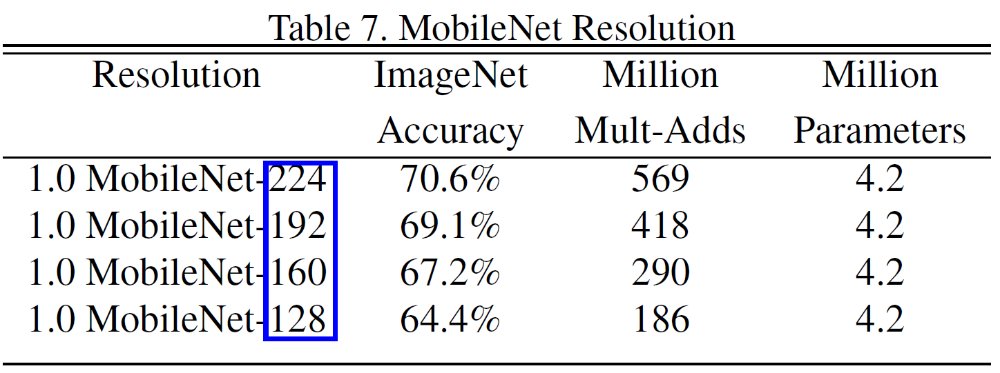 Table 7. MobileNet Resolution
Resolution ImageNet Million Million
Accuracy Mult-Adds Parameters
1.0 MobileNet-224 70.6% 569 4.2
1.0 MobileNet-192 69.1% 418 4.2
1.0 MobileNet-160 67.2% 290 4.2
1.0 MobileNet-128 64.4% 186 4.2